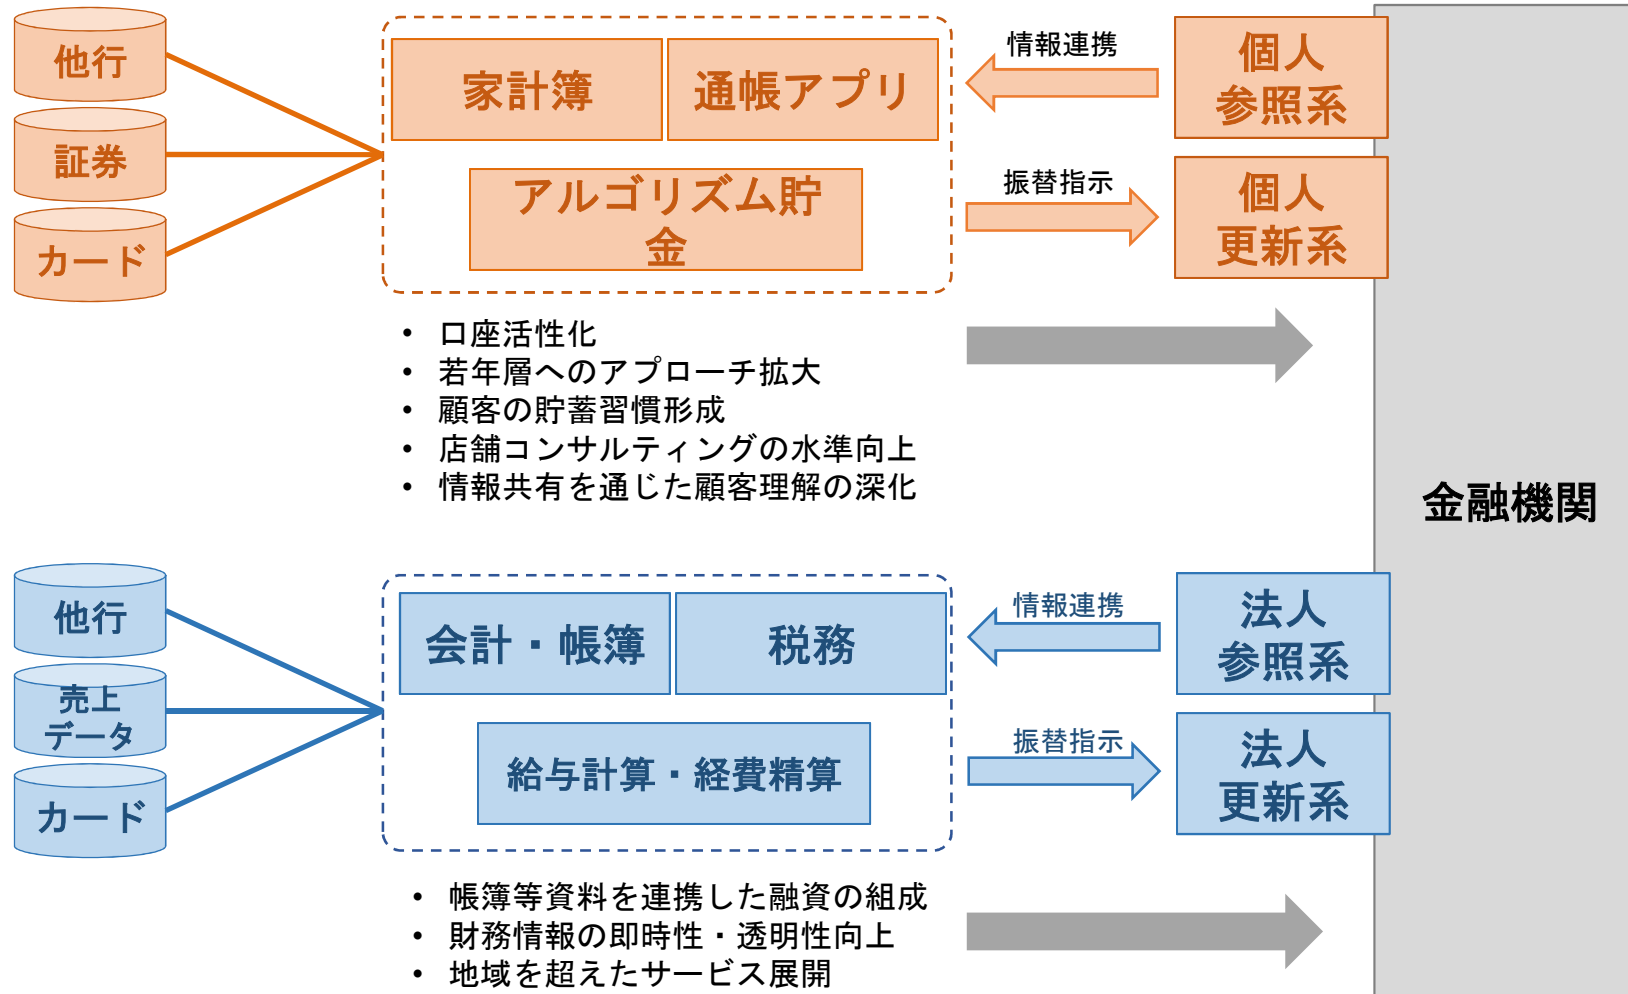 他行
証券
カード
家計簿
通帳アプリ
アルゴリズム貯
金
情報連携
振替指示
個人
参照系
個人
更新系
• 口座活性化
• 若年層へのアプローチ拡大
• 顧客の貯蓄習慣形成
• 店舗コンサルティングの水準向上
• 情報共有を通じた顧客理解の深化
金融機関
他行
売上
データ
カード
会計・帳簿
税務
給与計算・経費精算
情報連携
振替指示
法人
参照系
法人
更新系
• 帳簿等資料を連携した融資の組成
• 財務情報の即時性・透明性向上
• 地域を超えたサービス展開